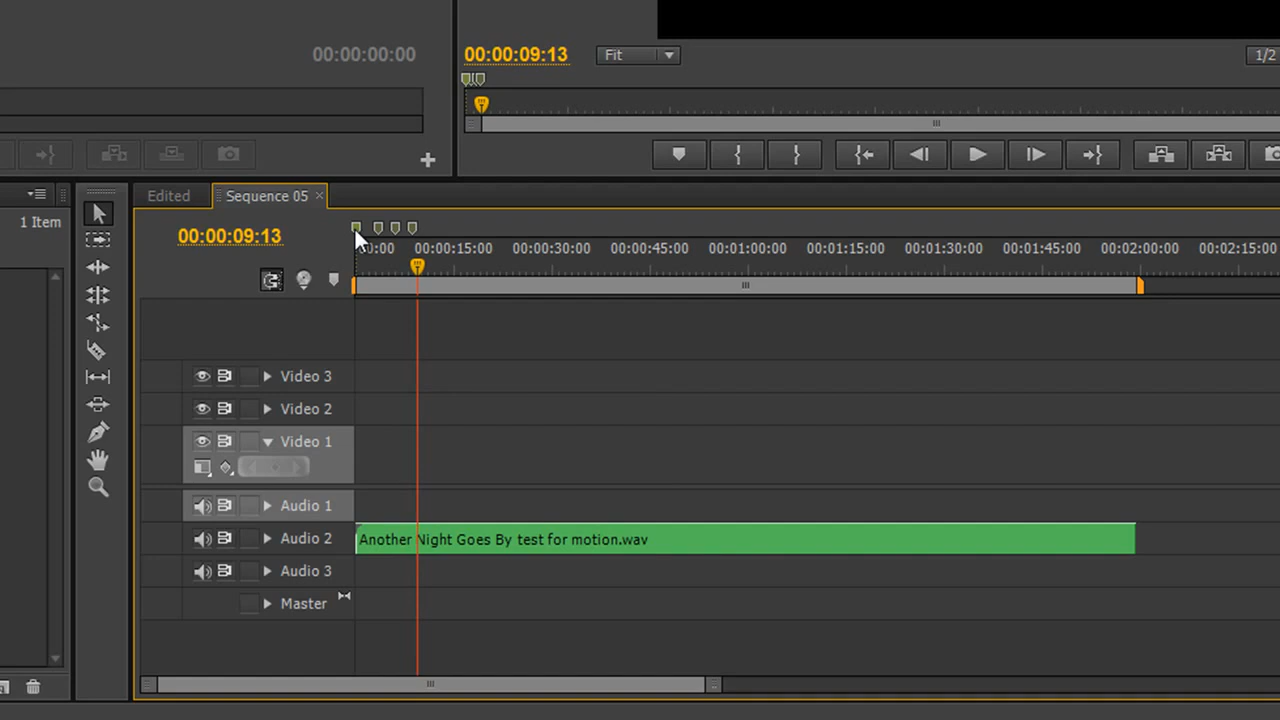 00:00:00:00
00:00:09:13
Fit
1/2
1 Item
Edited
Sequence 05
00:00:09:13
00:00 00:00:15:00 00:00:30:00 00:00:45:00 00:01:00:00 00:01:15:00 00:01:30:00 00:01:45:00 00:02:00:00 00:02:15:00
Video 3
Video 2
Video 1
Audio 1
Audio 2
Another Night Goes By test for motion.wav
Audio 3
Master